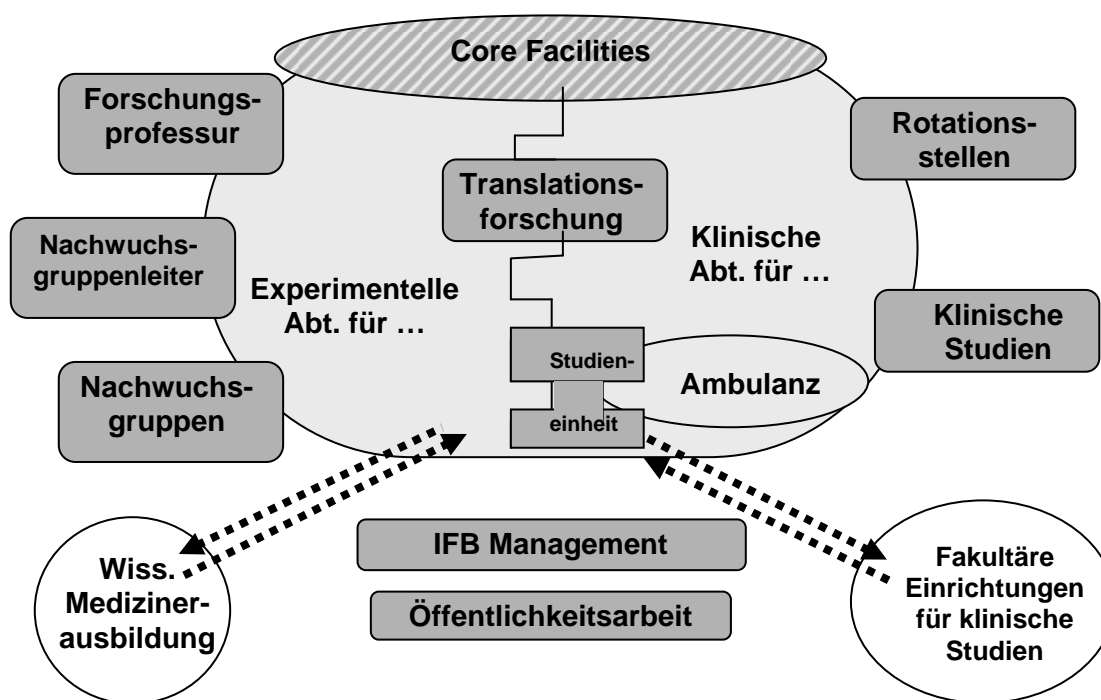 Core Facilities
Forschungs-
professur
Rotations-
stellen
Translations-
forschung
Nachwuchs-
gruppenleiter
Klinische
Abt. für …
Experimentelle
Abt. für …
Klinische
Studien
Studien-
einheit
Ambulanz
Nachwuchs-
gruppen
IFB Management
Öffentlichkeitsarbeit
Wiss.
Mediziner-
ausbildung
Fakultäre
Einrichtungen
für klinische
Studien